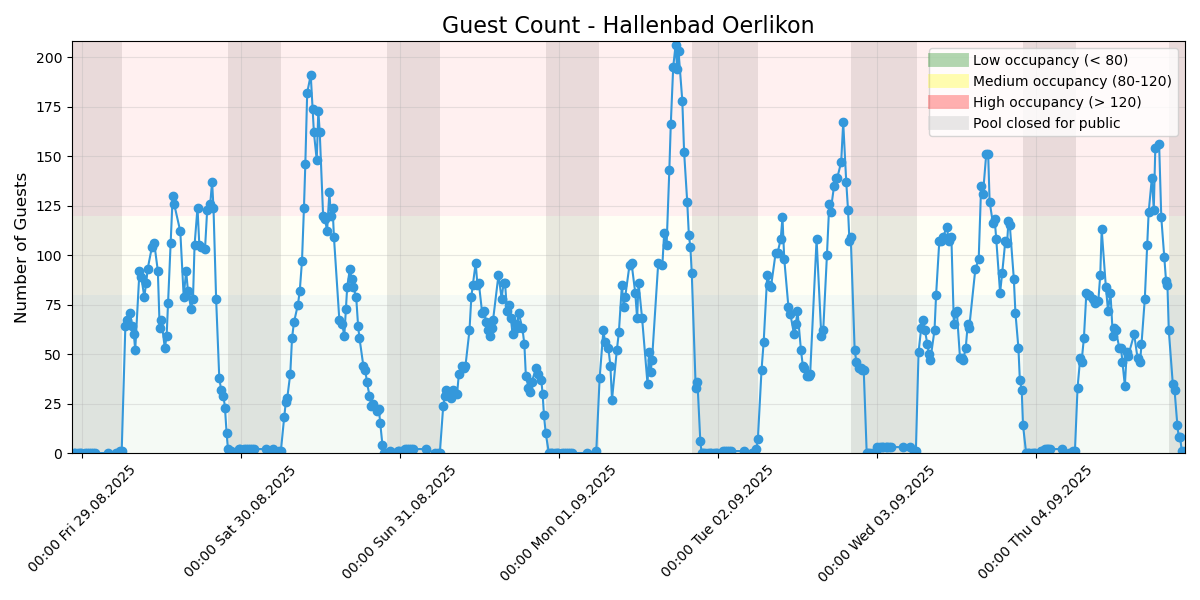 Guest Count - Hallenbad Oerlikon
Number of Guests
200
175
150
125
100
75
50
25
0
Low occupancy (< 80)
Medium occupancy (80-120)
High occupancy (> 120)
Pool closed for public
00:00 Fri 29.08.2025
00:00 Sat 30.08.2025
00:00 Sun 31.08.2025
00:00 Mon 01.09.2025
00:00 Tue 02.09.2025
00:00 Wed 03.09.2025
00:00 Thu 04.09.2025